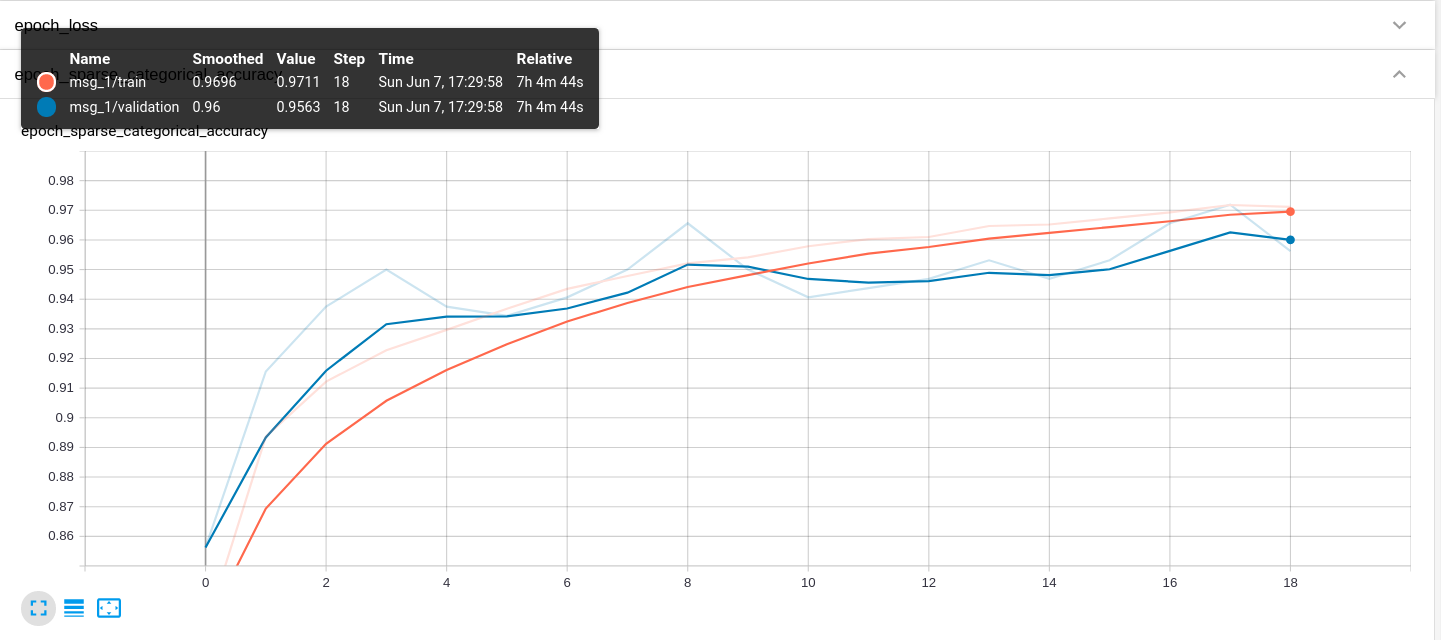 epoch_loss
Name Smoothed Value Step Time Relative
epoch_sparse_categorical_accuracy
msg_1/train 0.9696 0.9711 18 Sun Jun 7, 17:29:58 7h 4m 44s
msg_1/validation 0.96 0.9563 18 Sun Jun 7, 17:29:58 7h 4m 44s
epoch_sparse_categorical_accuracy
0.98
0.97
0.96
0.95
0.94
0.93
0.92
0.91
0.9
0.89
0.88
0.87
0.86
0 2 4 6 8 10 12 14 16 18